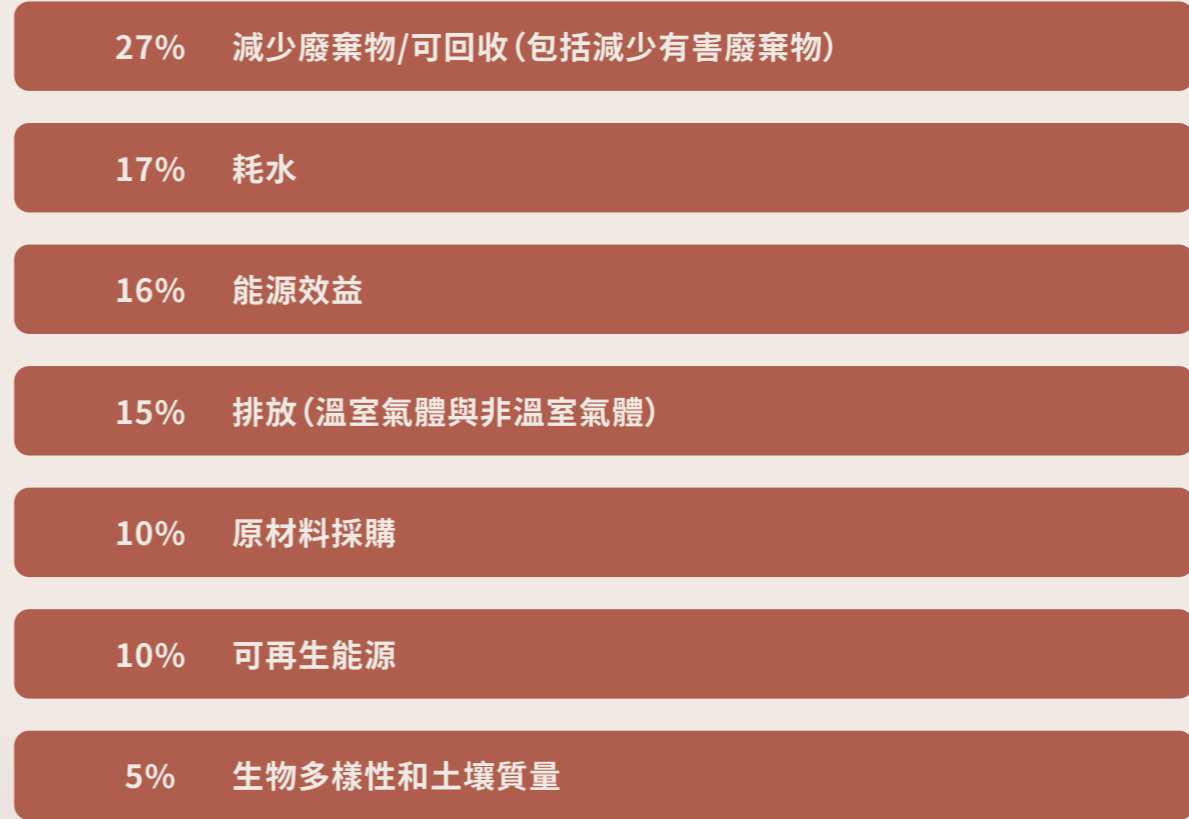 27% 減少廢棄物/可回收（包括減少有害廢棄物）
17% 耗水
16% 能源效益
15% 排放（溫室氣體與非溫室氣體）
10% 原材料採購
10% 可再生能源
5% 生物多樣性和土壤質量